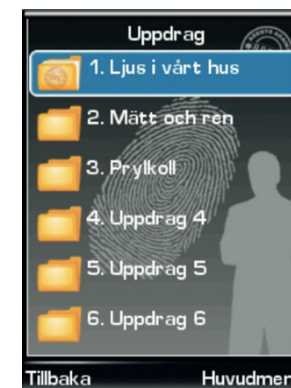 Uppdrag
1. Ljus i vårt hus
2. Mätt och ren
3. Prylkoll
4. Uppdrag 4
5. Uppdrag 5
6. Uppdrag 6
Tillbaka Huvudmer